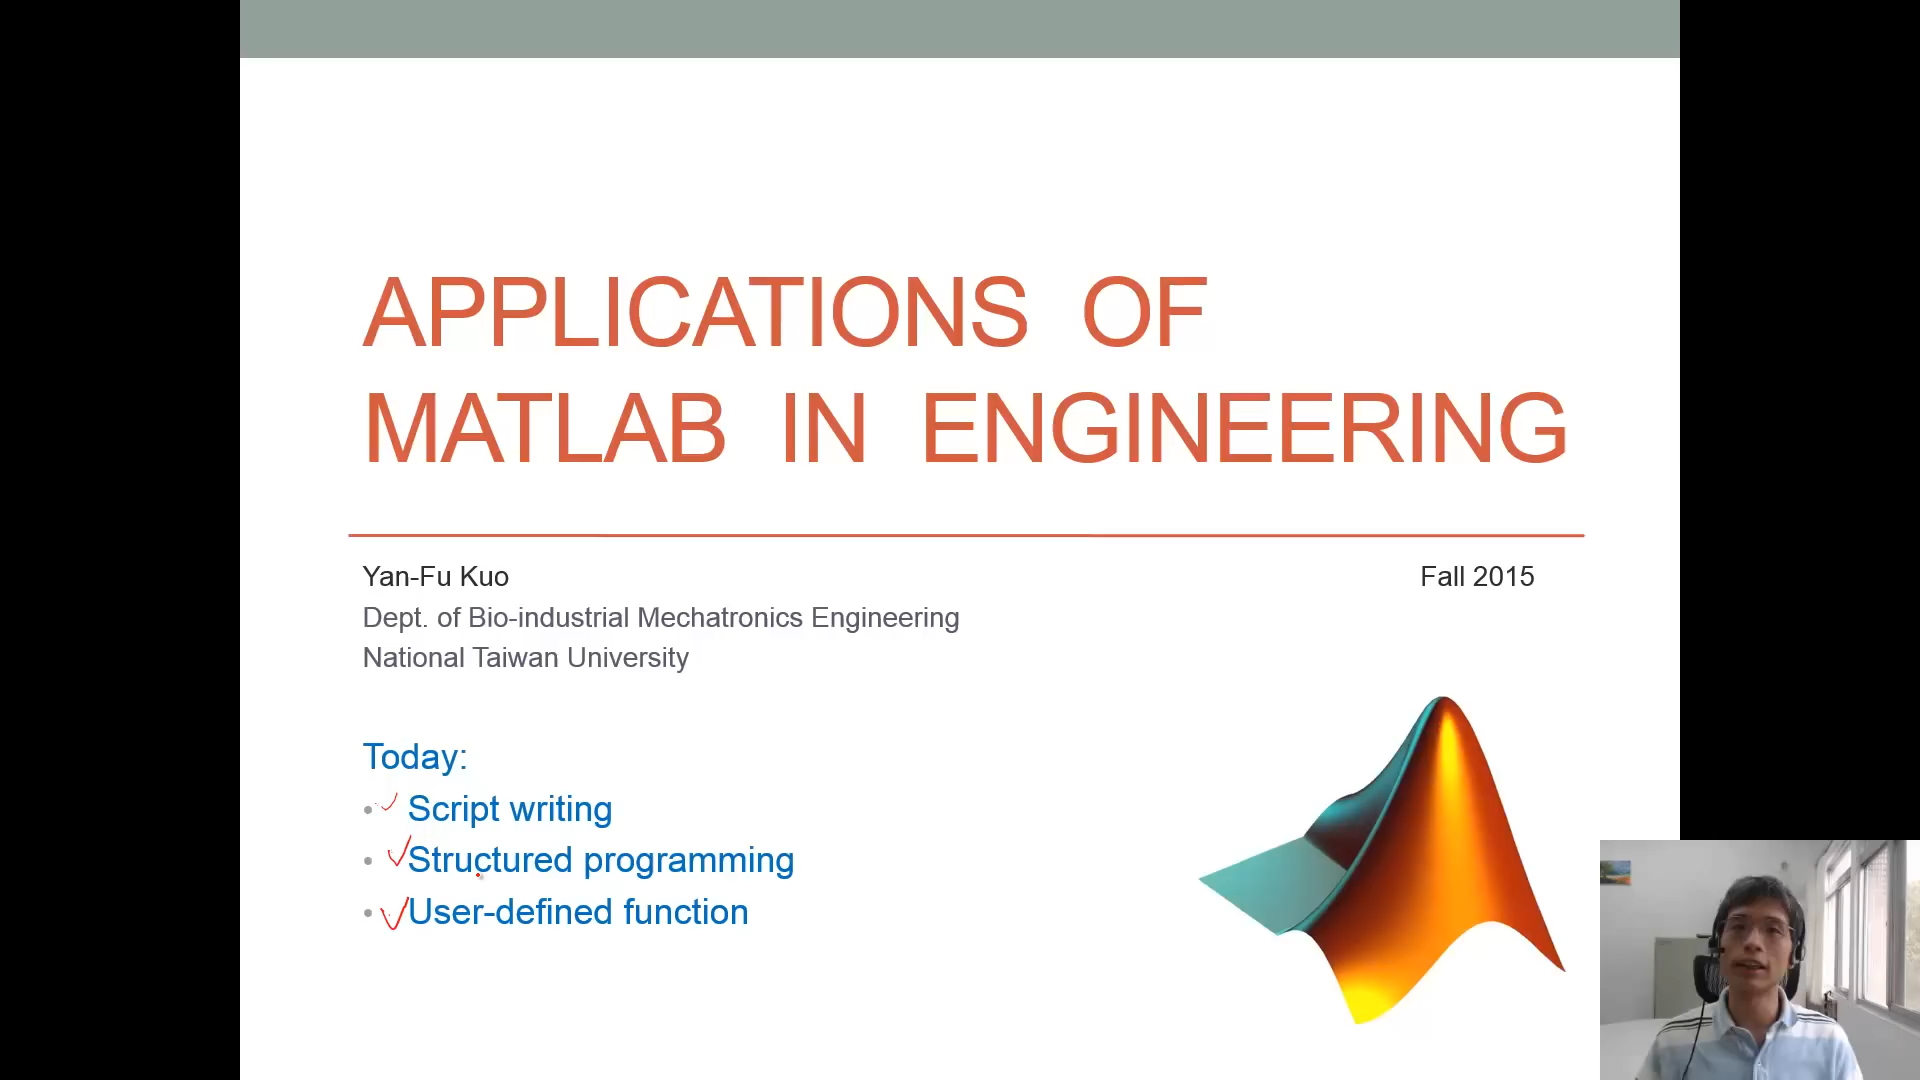 APPLICATIONS OF
MATLAB IN ENGINEERING
Yan-Fu Kuo
Fall 2015
Dept. of Bio-industrial Mechatronics Engineering
National Taiwan University
Today:
• Script writing
• Structured programming
• User-defined function